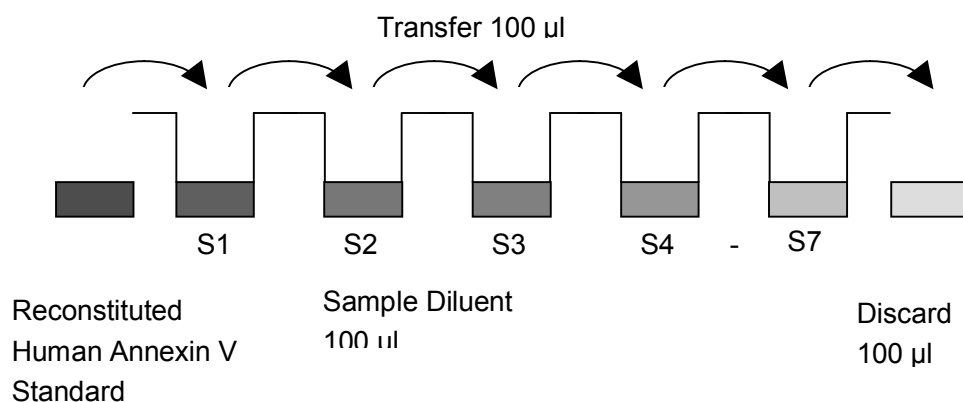 Transfer 100 µl
S1 S2 S3 S4 - S7
Reconstituted
Human Annexin V
Standard
Sample Diluent
100 µl
Discard
100 µl